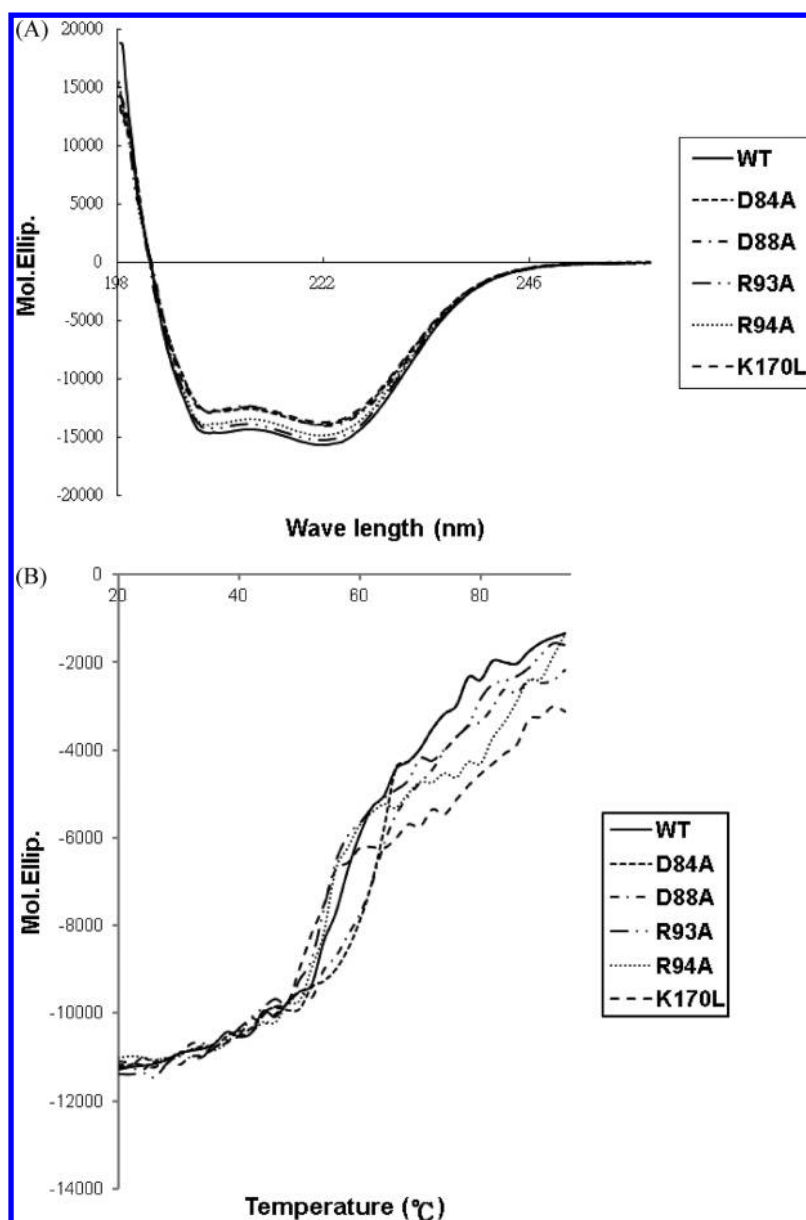 (A)
20000
15000
10000
5000
0
-5000
-10000
-15000
-20000
198
222
246
Mol.Ellip.
Wave length (nm)
WT
D84A
D88A
R93A
R94A
K170L
(B)
0
-2000
-4000
-6000
-8000
-10000
-12000
-14000
20
40
60
80
Mol.Ellip.
Temperature (℃)
WT
D84A
D88A
R93A
R94A
K170L